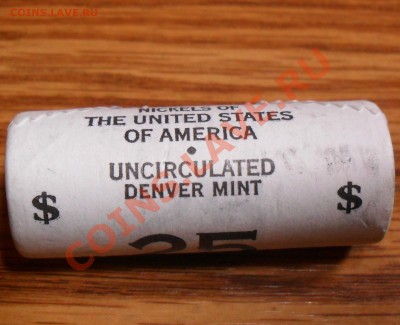 COINS.LAVE.RU
NICKELS OF
THE UNITED STATES
OF AMERICA
•
UNCIRCULATED
DENVER MINT
$ $
25
COINS.LAVE.RU